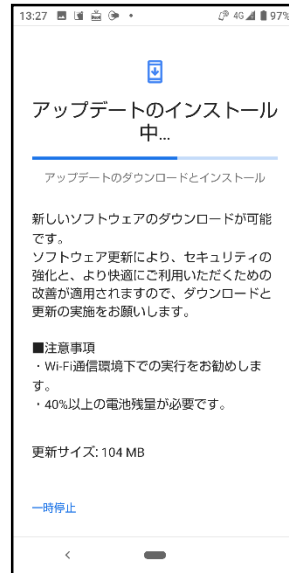 13:27 4G 97%
アップデートのインストール
中...
アップデートのダウンロードとインストール
新しいソフトウェアのダウンロードが可能
です。
ソフトウェア更新により、セキュリティの
強化と、より快適にご利用いただくための
改善が適用されますので、ダウンロードと
更新の実施をお願いします。
■注意事項
・Wi-Fi通信環境下での実行をお勧めしま
す。
・40%以上の電池残量が必要です。
更新サイズ: 104 MB
一時停止